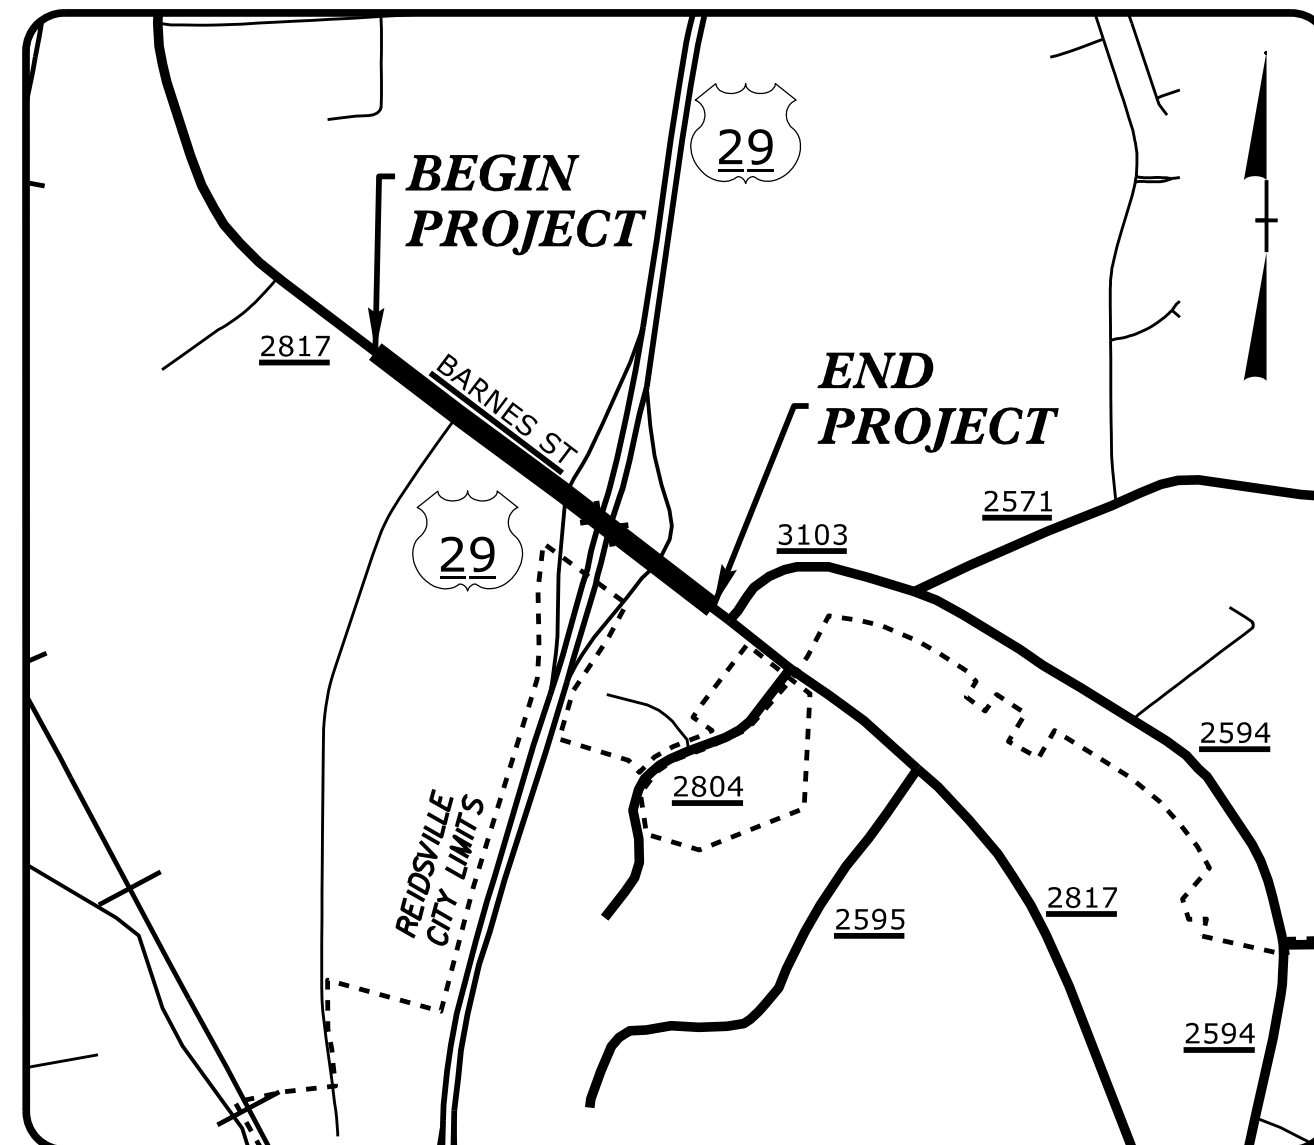 29
BEGIN
PROJECT
2817
BARNES ST
END
PROJECT
2571
3103
29
2594
2804
REIDSVILLE
CITY LIMITS
2817
2595
2594